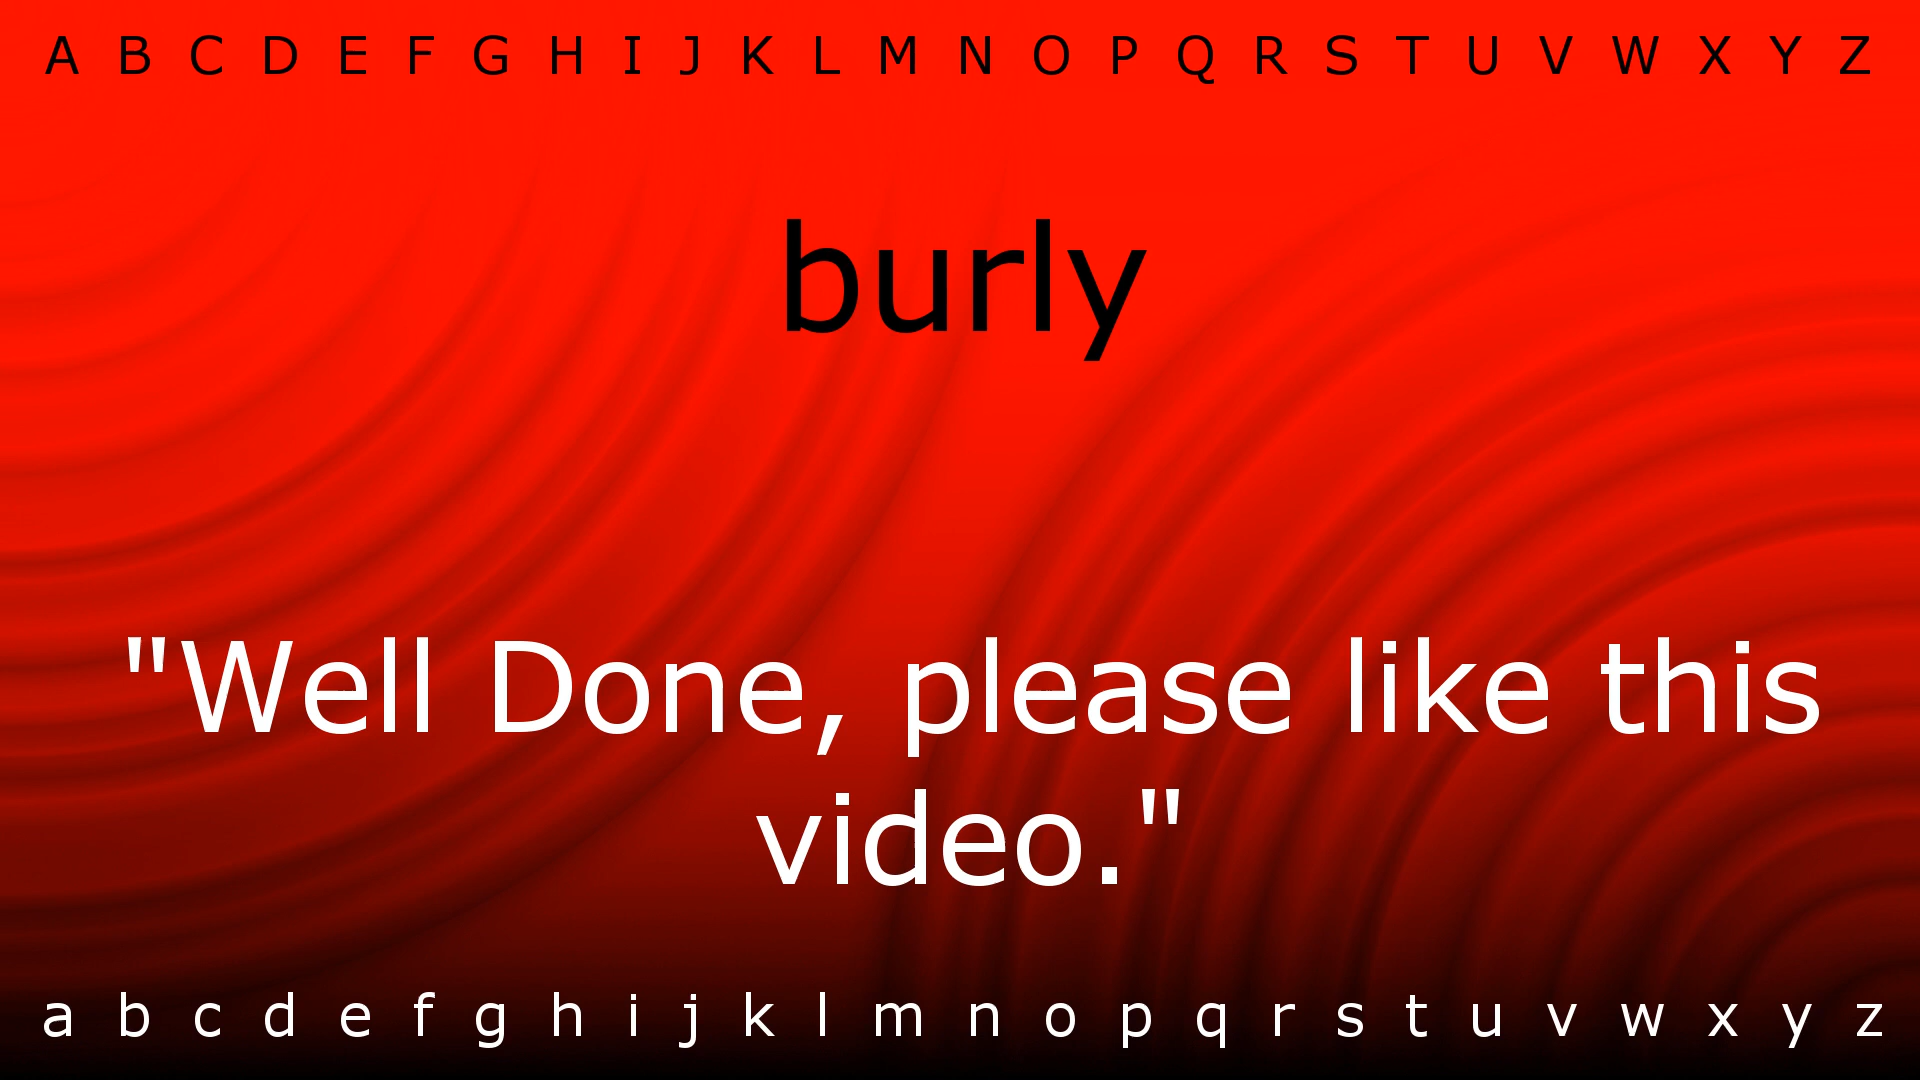 A B C D E F G H I J K L M N O P Q R S T U V W X Y Z
burly
"Well Done, please like this
video."
a b c d e f g h i j k l m n o p q r s t u v w x y z